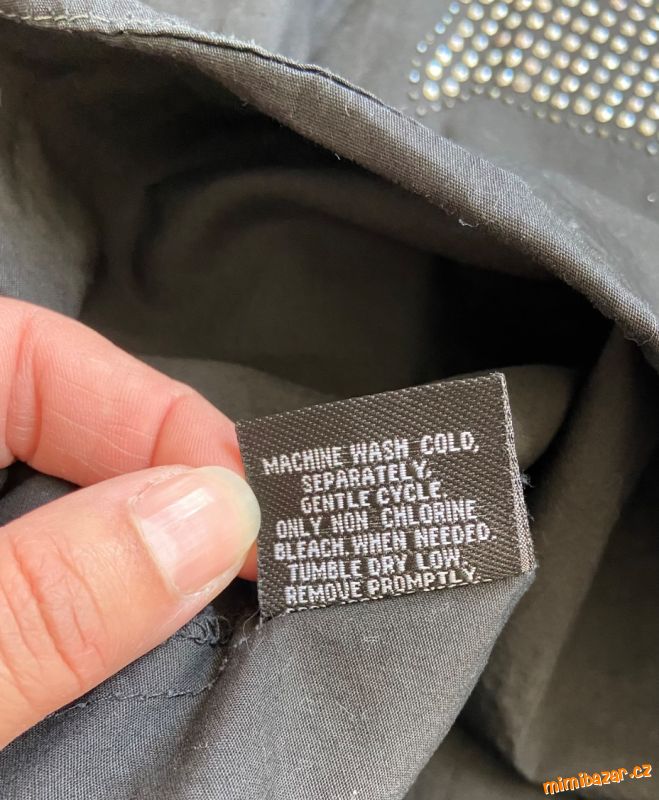 MACHINE WASH COLD,
SEPARATELY.
GENTLE CYCLE.
ONLY NON CHLORINE
BLEACH WHEN NEEDED.
TUMBLE DRY LOW.
REMOVE PROMPTLY.
mimibazar.cz